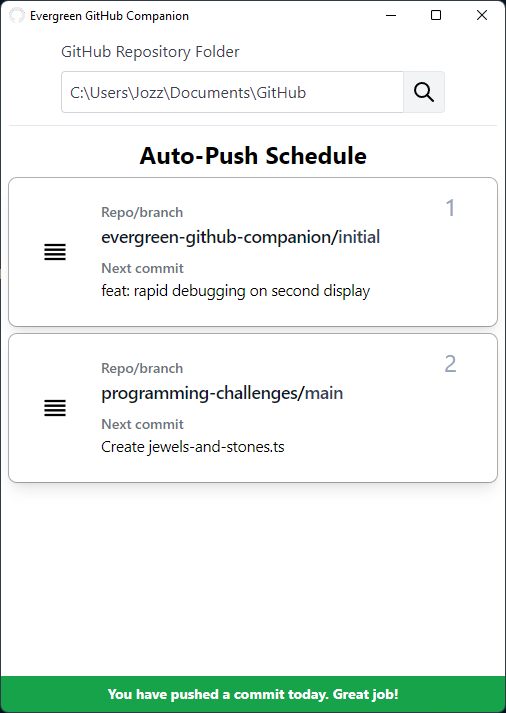 Evergreen GitHub Companion
GitHub Repository Folder
C:\Users\Jozz\Documents\GitHub
Auto-Push Schedule
1
Repo/branch
evergreen-github-companion/initial
Next commit
feat: rapid debugging on second display
2
Repo/branch
programming-challenges/main
Next commit
Create jewels-and-stones.ts
You have pushed a commit today. Great job!